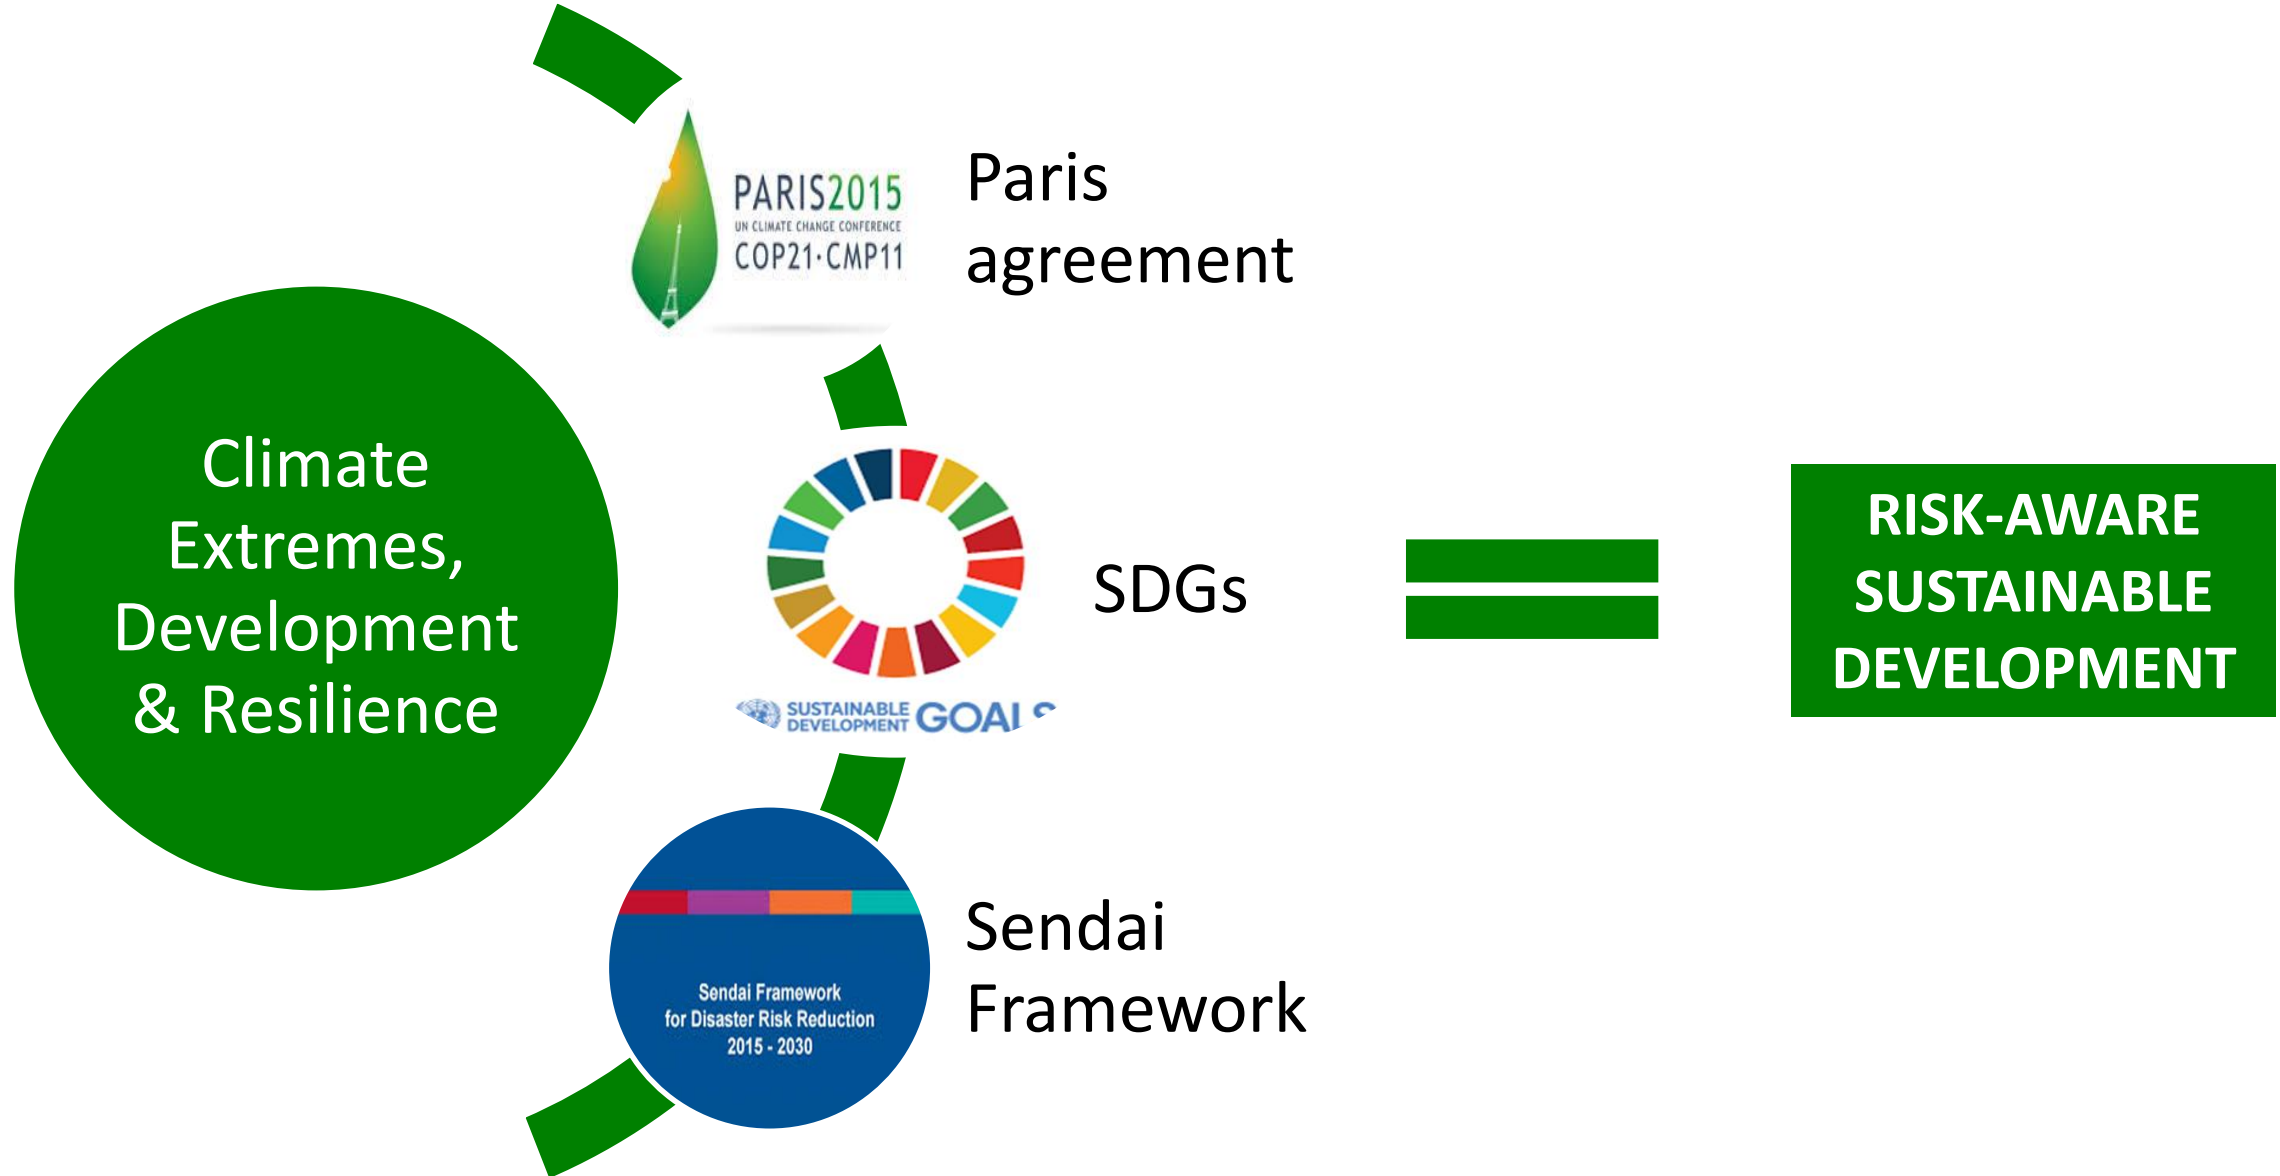 Climate
Extremes,
Development
& Resilience
PARIS2015
UN CLIMATE CHANGE CONFERENCE
COP21·CMP11
Paris
agreement
SUSTAINABLE
DEVELOPMENT GOALS
SDGs
Sendai Framework
for Disaster Risk Reduction
2015 - 2030
Sendai
Framework
RISK-AWARE
SUSTAINABLE
DEVELOPMENT